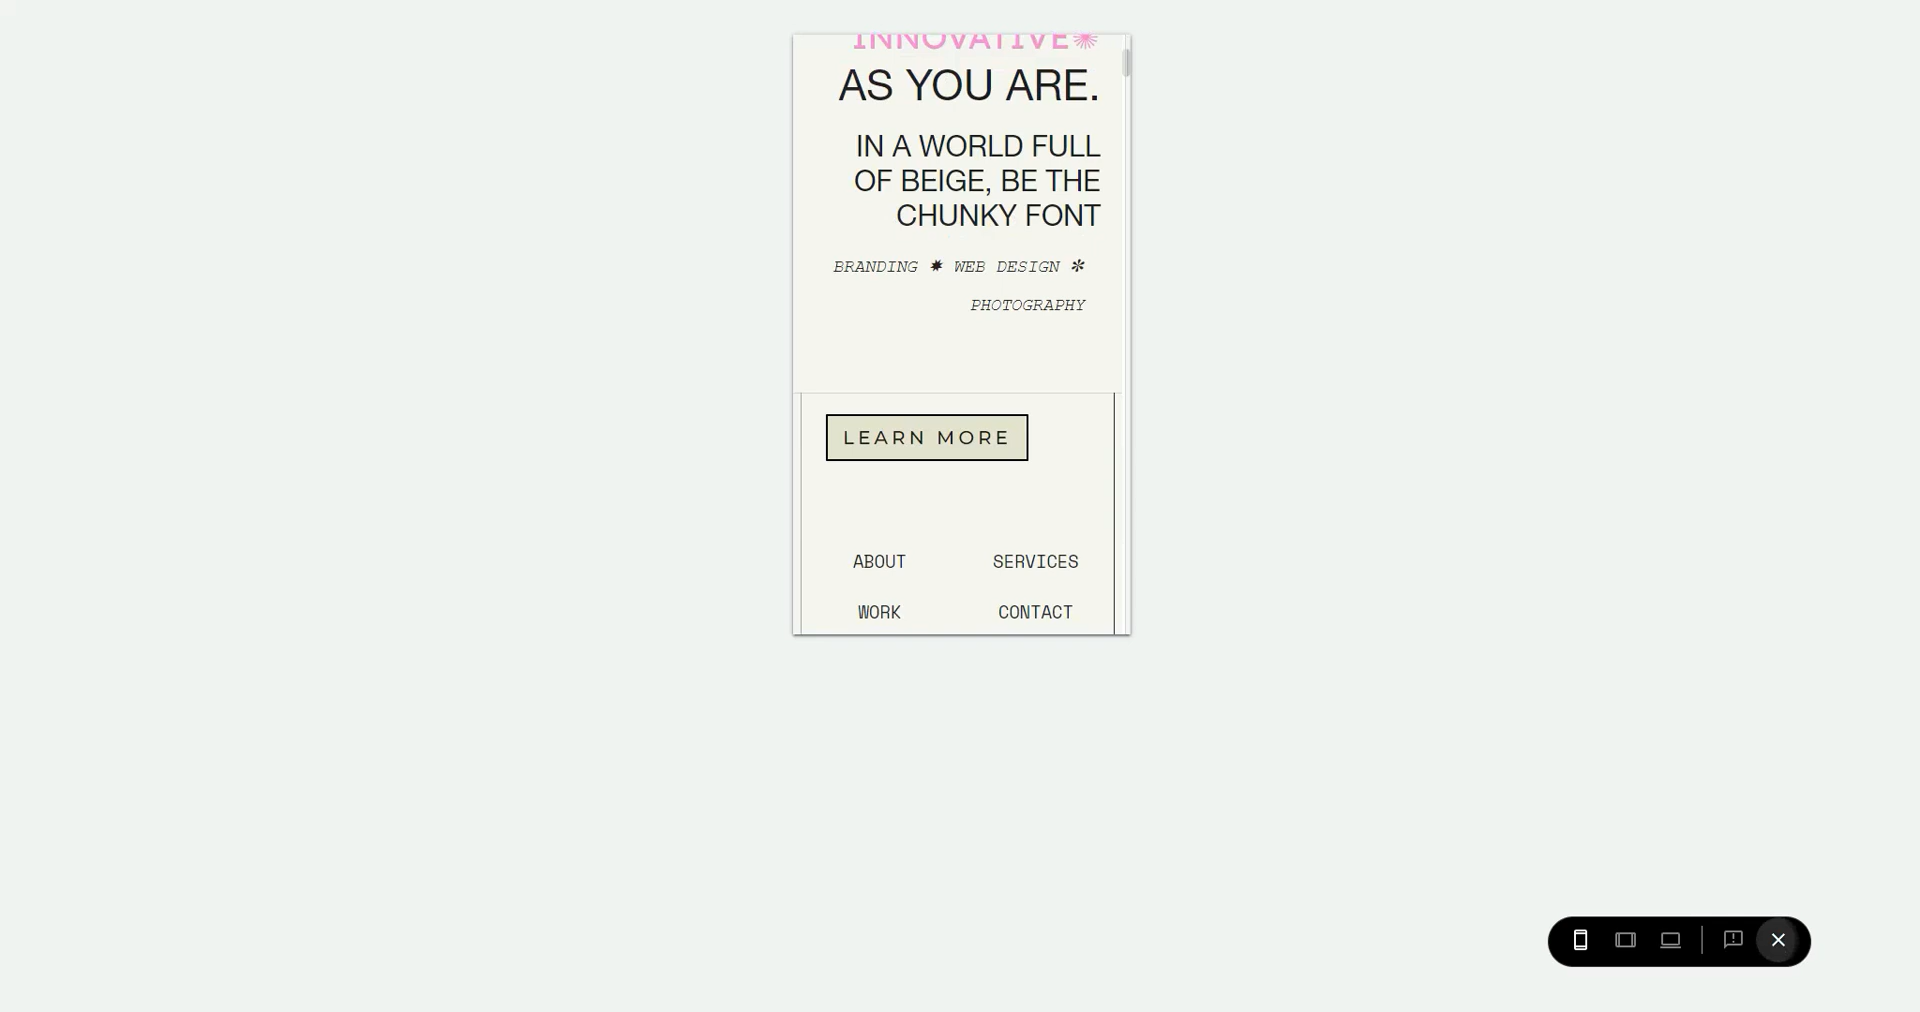 INNOVATIVE✺
AS YOU ARE.
IN A WORLD FULL
OF BEIGE, BE THE
CHUNKY FONT
BRANDING ✸ WEB DESIGN ✼
PHOTOGRAPHY
LEARN MORE
ABOUT SERVICES
WORK CONTACT